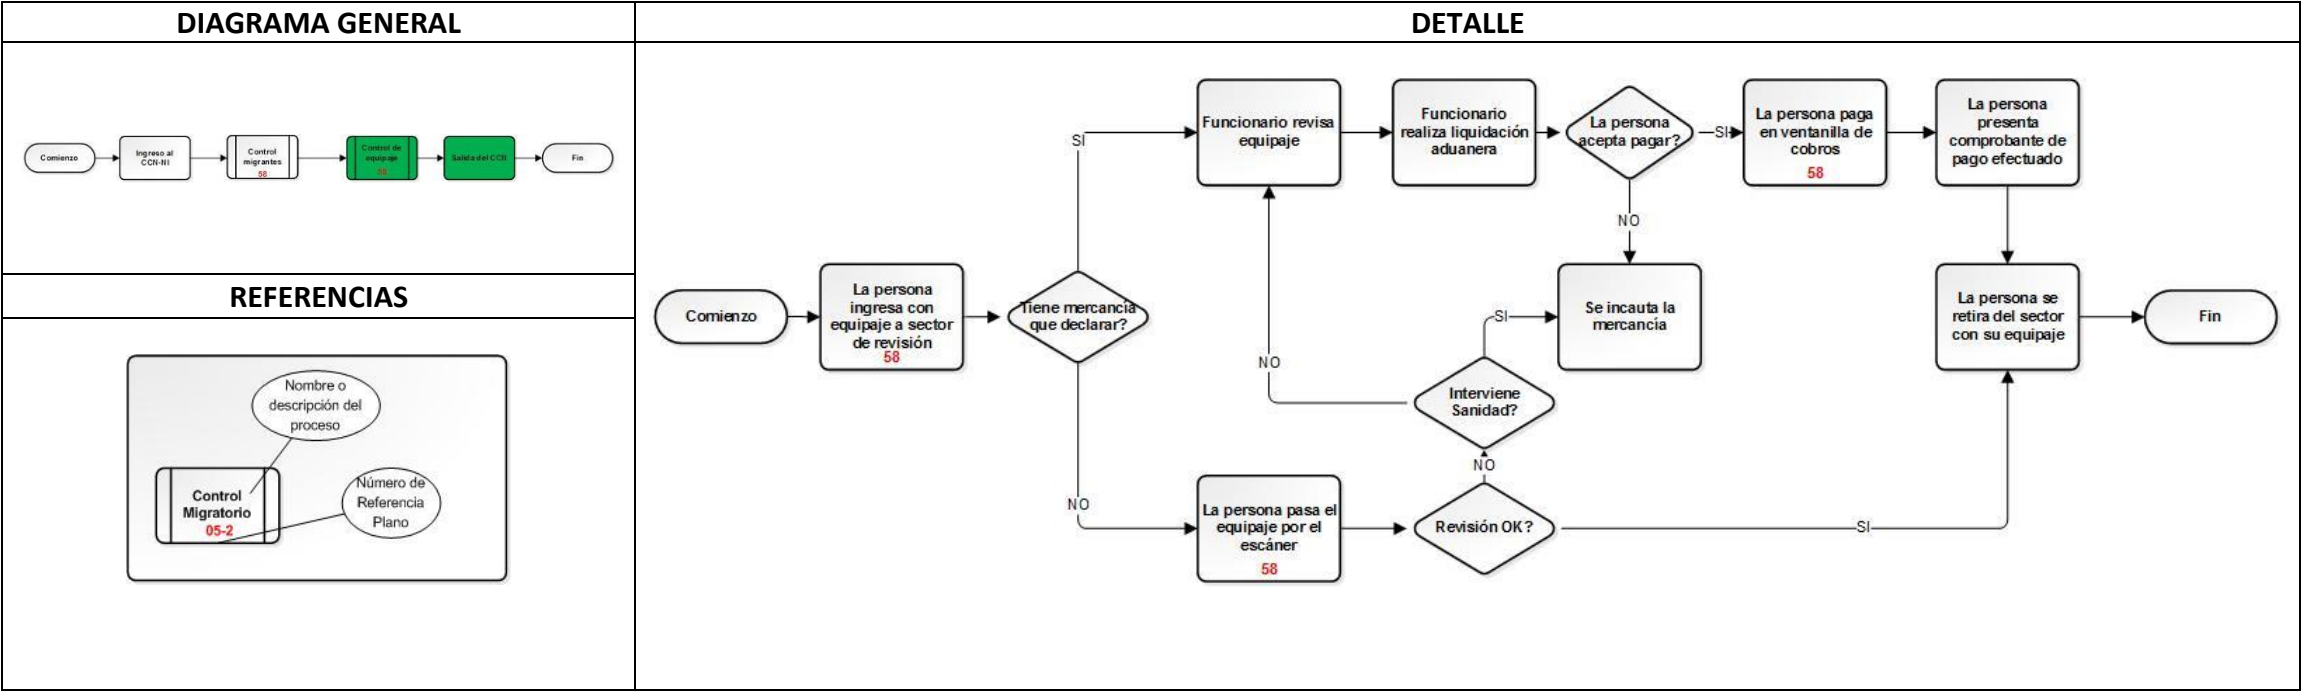 DIAGRAMA GENERAL
Comienzo
Ingreso al
CCN-NI
Control
migrantes
58
Control de
equipaje
58
Salida del CCN
Fin
REFERENCIAS
Nombre o
descripción del
proceso
Control
Migratorio
05-2
Número de
Referencia
Plano
DETALLE
Comienzo
La persona
ingresa con
equipaje a sector
de revisión
58
Tiene mercancía
que declarar?
SI
NO
Funcionario revisa
equipaje
Funcionario
realiza liquidación
aduanera
La persona
acepta pagar?
SI
NO
La persona paga
en ventanilla de
cobros
58
La persona
presenta
comprobante de
pago efectuado
Se incauta la
mercancía
La persona se
retira del sector
con su equipaje
Fin
SI
NO
Interviene
Sanidad?
NO
La persona pasa el
equipaje por el
escáner
58
Revisión OK?
SI